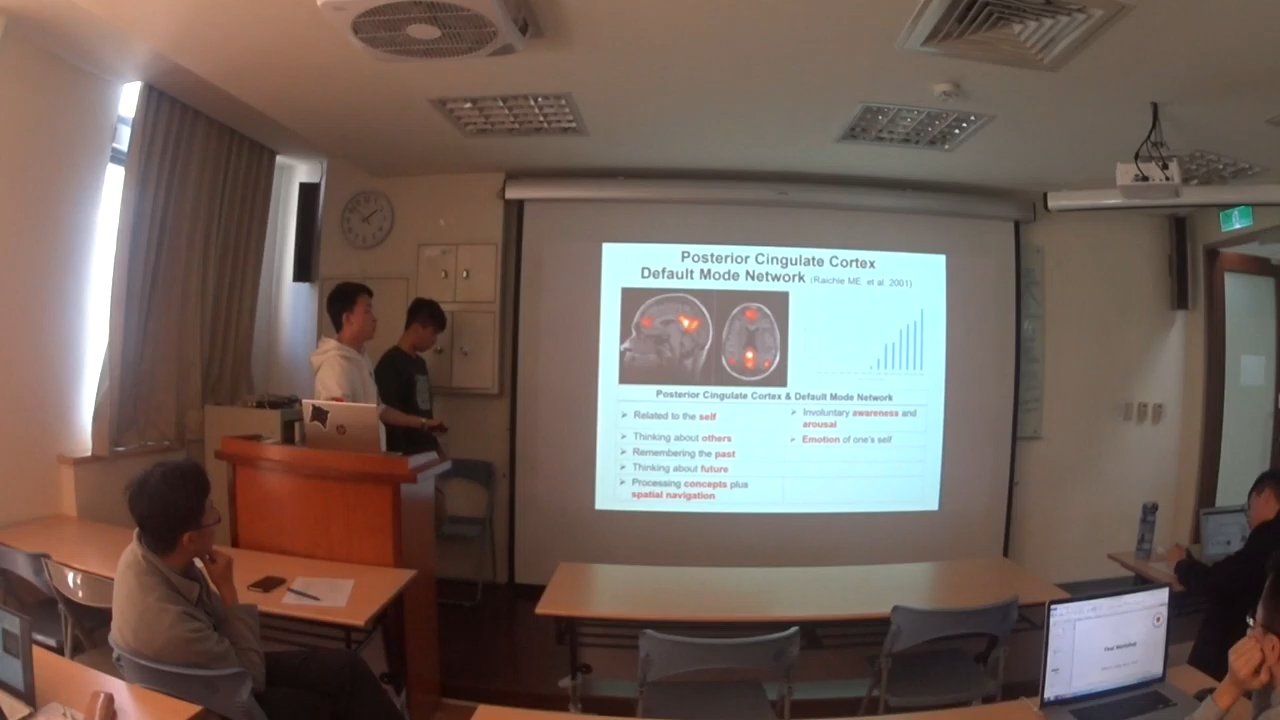 Posterior Cingulate Cortex
Default Mode Network (Raichle ME et al. 2001)
Posterior Cingulate Cortex & Default Mode Network
Related to the self
Thinking about others
Remembering the past
Thinking about future
Processing concepts plus
spatial navigation
Involuntary awareness and
arousal
Emotion of one's self
hp